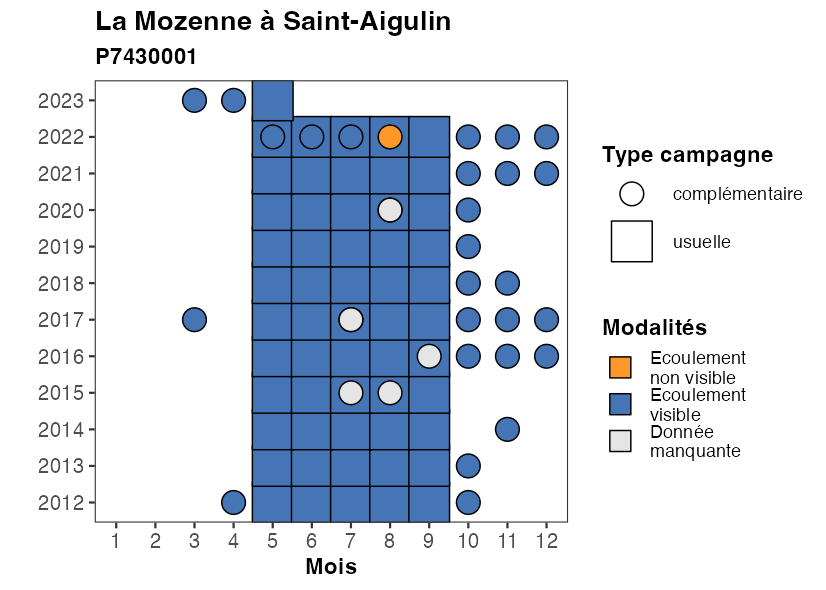 La Mozenne à Saint-Aigulin
P7430001
2023
2022
2021
2020
2019
2018
2017
2016
2015
2014
2013
2012
1 2 3 4 5 6 7 8 9 10 11 12
Mois
Type campagne
complémentaire
usuelle
Modalités
Ecoulement
non visible
Ecoulement
visible
Donnée
manquante